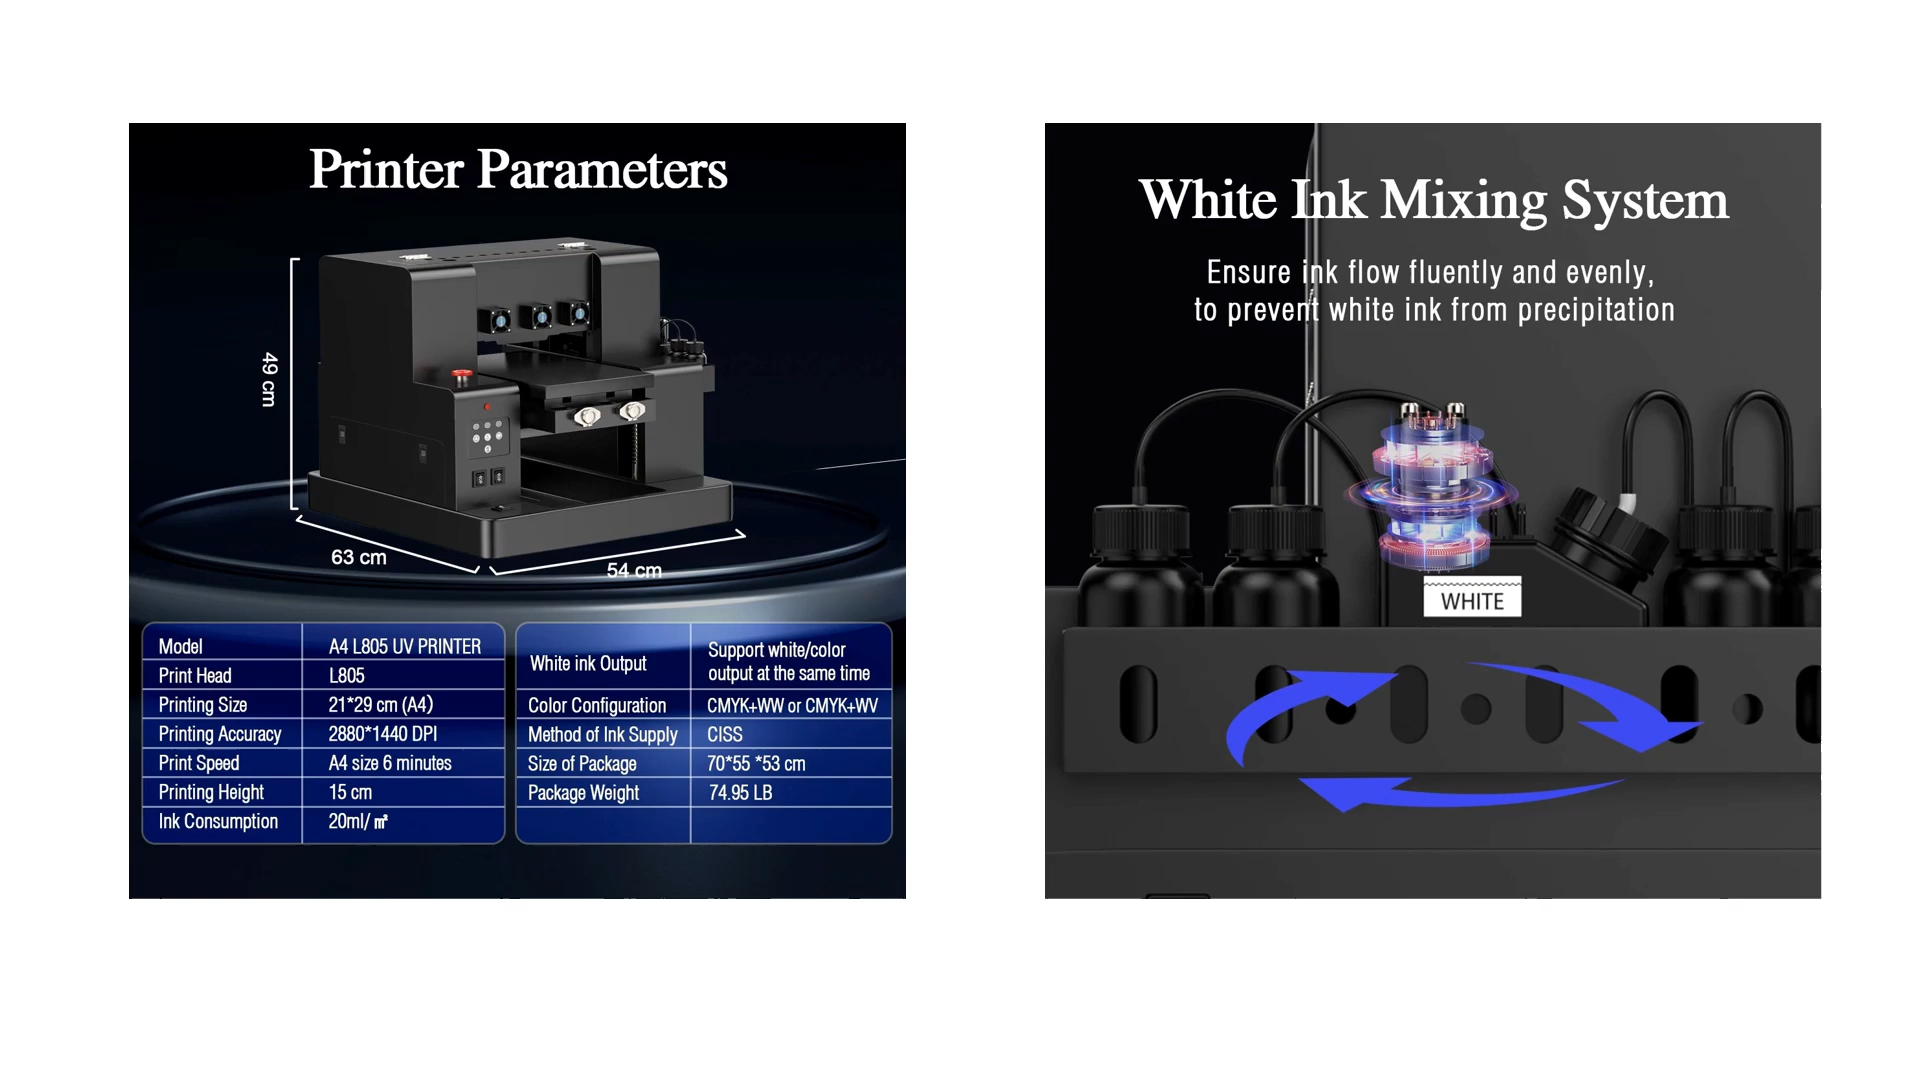 Printer Parameters
49 cm
63 cm
54 cm
Model A4 L805 UV PRINTER
Print Head L805
Printing Size 21*29 cm (A4)
Printing Accuracy 2880*1440 DPI
Print Speed A4 size 6 minutes
Printing Height 15 cm
Ink Consumption 20ml/ ㎡
White ink Output Support white/color
output at the same time
Color Configuration CMYK+WW or CMYK+WV
Method of Ink Supply CISS
Size of Package 70*55 *53 cm
Package Weight 74.95 LB
White Ink Mixing System
Ensure ink flow fluently and evenly,
to prevent white ink from precipitation
WHITE